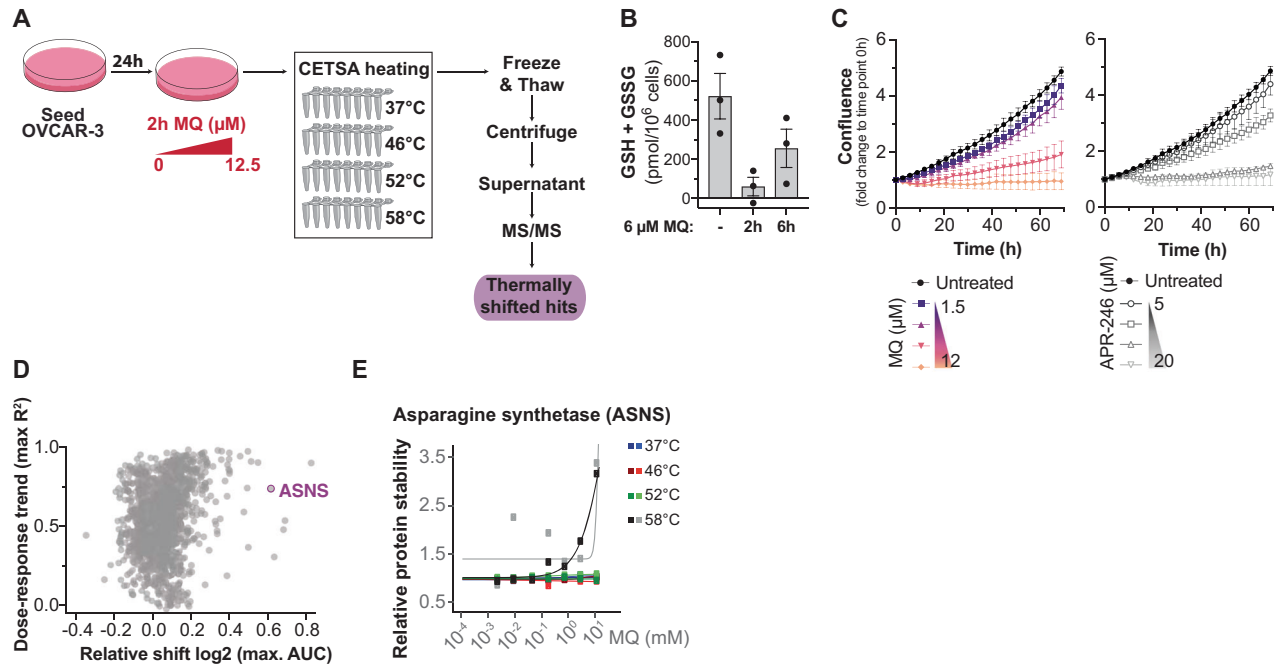 A
24h
Seed
OVCAR-3
2h MQ (µM)
0
12.5
CETSA heating
37°C
46°C
52°C
58°C
Freeze
& Thaw
Centrifuge
Supernatant
MS/MS
Thermally
shifted hits
B
GSH + GSSG
(pmol/10⁶ cells)
800
600
400
200
0
6 µM MQ:
-
2h
6h
C
Confluence
(fold change to time point 0h)
6
4
2
0
0
20
40
60
Time (h)
Untreated
MQ (µM)
1.5
12
6
4
2
0
0
20
40
60
Time (h)
Untreated
APR-246 (µM)
5
20
D
Dose-response trend (max R²)
1.0
0.5
0.0
-0.4
-0.2
0.0
0.2
0.4
0.6
0.8
ASNS
Relative shift log2 (max. AUC)
E
Asparagine synthetase (ASNS)
Relative protein stability
3.5
2.5
1.5
0.5
10⁻⁴
10⁻³
10⁻²
10⁻¹
10⁰
10¹
MQ (mM)
37°C
46°C
52°C
58°C